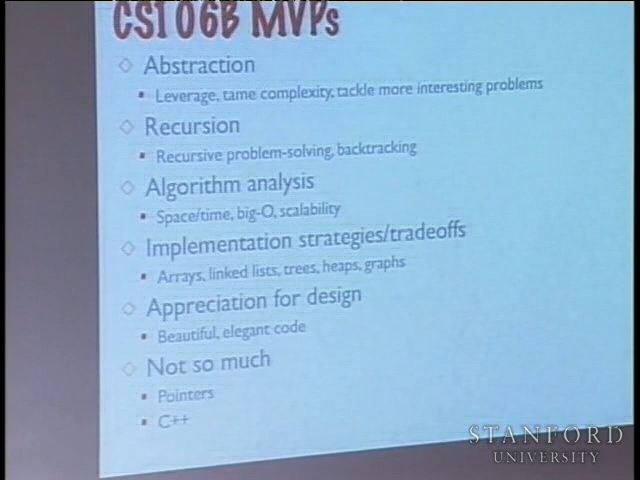 CS106B MVPs
Abstraction
Leverage, tame complexity, tackle more interesting problems
Recursion
Recursive problem-solving, backtracking
Algorithm analysis
Space/time, big-O, scalability
Implementation strategies/tradeoffs
Arrays, linked lists, trees, heaps, graphs
Appreciation for design
Beautiful, elegant code
Not so much
Pointers
C++
STANFORD
UNIVERSITY